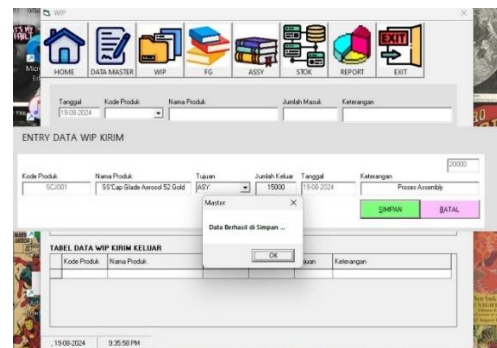 WIP
HOME DATA MASTER WIP FG ASSY STOK REPORT EXIT
EXIT
Tanggal Kode Produk Nama Produk Jumlah Masuk Keterangan
19-08-2024
ENTRY DATA WIP KIRIM
20000
Kode Produk Nama Produk Tujuan Jumlah Keluar Tanggal Keterangan
SCJ001 SS'Cap Glade Aerosol 52 Gold ASY 15000 19-08-2024 Proses Assembly
SIMPAN BATAL
Master
Data Berhasil di Simpan ...
OK
TABEL DATA WIP KIRIM KELUAR
Kode Produk Nama Produk Keterangan
, 19-08-2024 9:35:58 PM